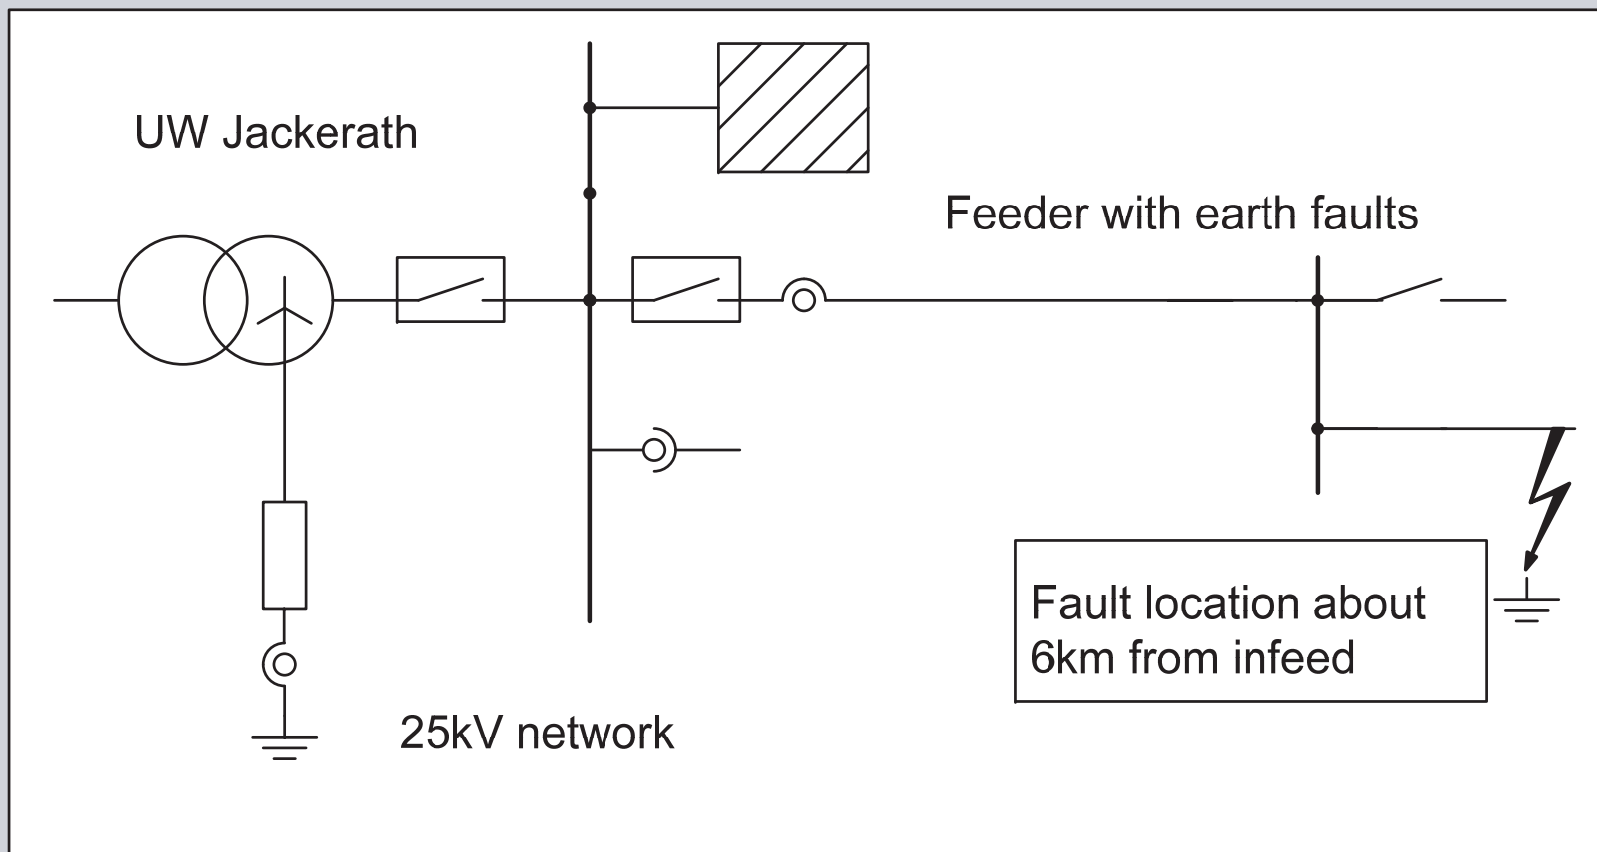 UW Jackerath
Feeder with earth faults
Fault location about
6km from infeed
25kV network